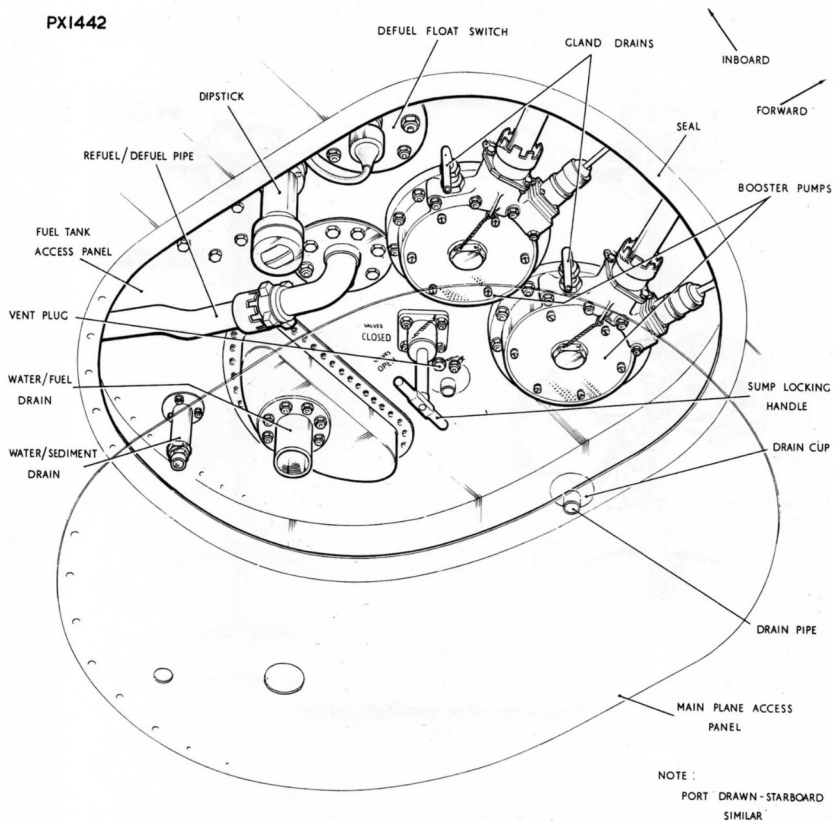 PX1442
DEFUEL FLOAT SWITCH
GLAND DRAINS
INBOARD
FORWARD
DIPSTICK
SEAL
REFUEL/DEFUEL PIPE
BOOSTER PUMPS
FUEL TANK
ACCESS PANEL
VENT PLUG
VALVES
CLOSED
OPEN
WATER/FUEL
DRAIN
SUMP LOCKING
HANDLE
WATER/SEDIMENT
DRAIN
DRAIN CUP
DRAIN PIPE
MAIN PLANE ACCESS
PANEL
NOTE :
PORT DRAWN - STARBOARD
SIMILAR